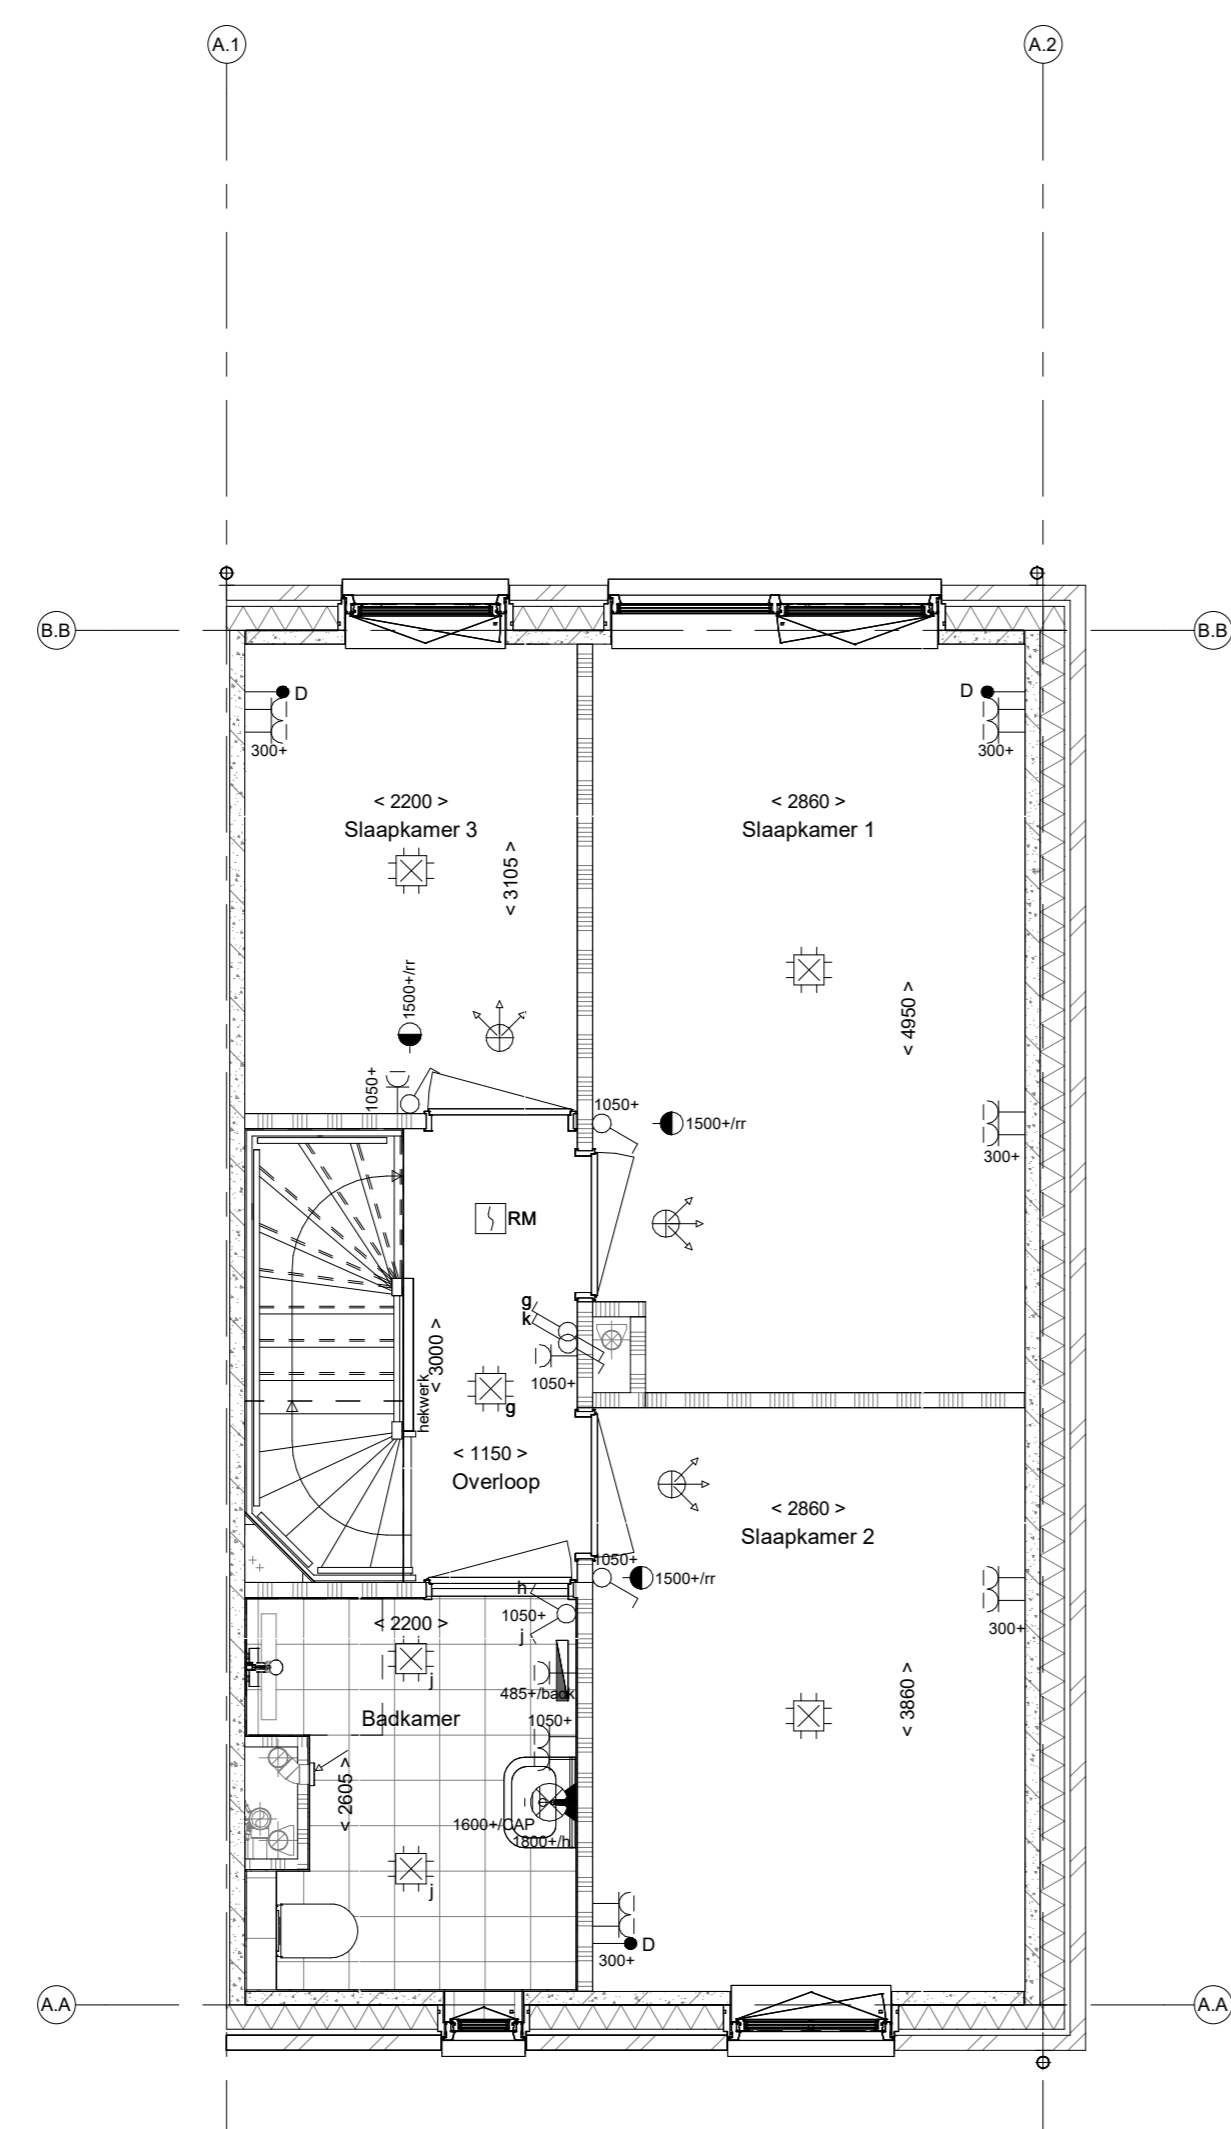 A.1
A.2
B.B
B.B
D
300+
D
300+
< 2200 >
Slaapkamer 3
< 3105 >
< 2860 >
Slaapkamer 1
< 4950 >
1500+/rr
1050+
1050+
1500+/rr
300+
RM
g
k
1050+
< 3000 >
hekwerk
g
< 1150 >
Overloop
< 2860 >
Slaapkamer 2
1050+
1500+/rr
300+
h
1050+
j
< 2200 >
j
485+/badk
Badkamer
1050+
< 2605 >
1600+/CAP
1800+/h
j
< 3860 >
D
300+
A.A
A.A